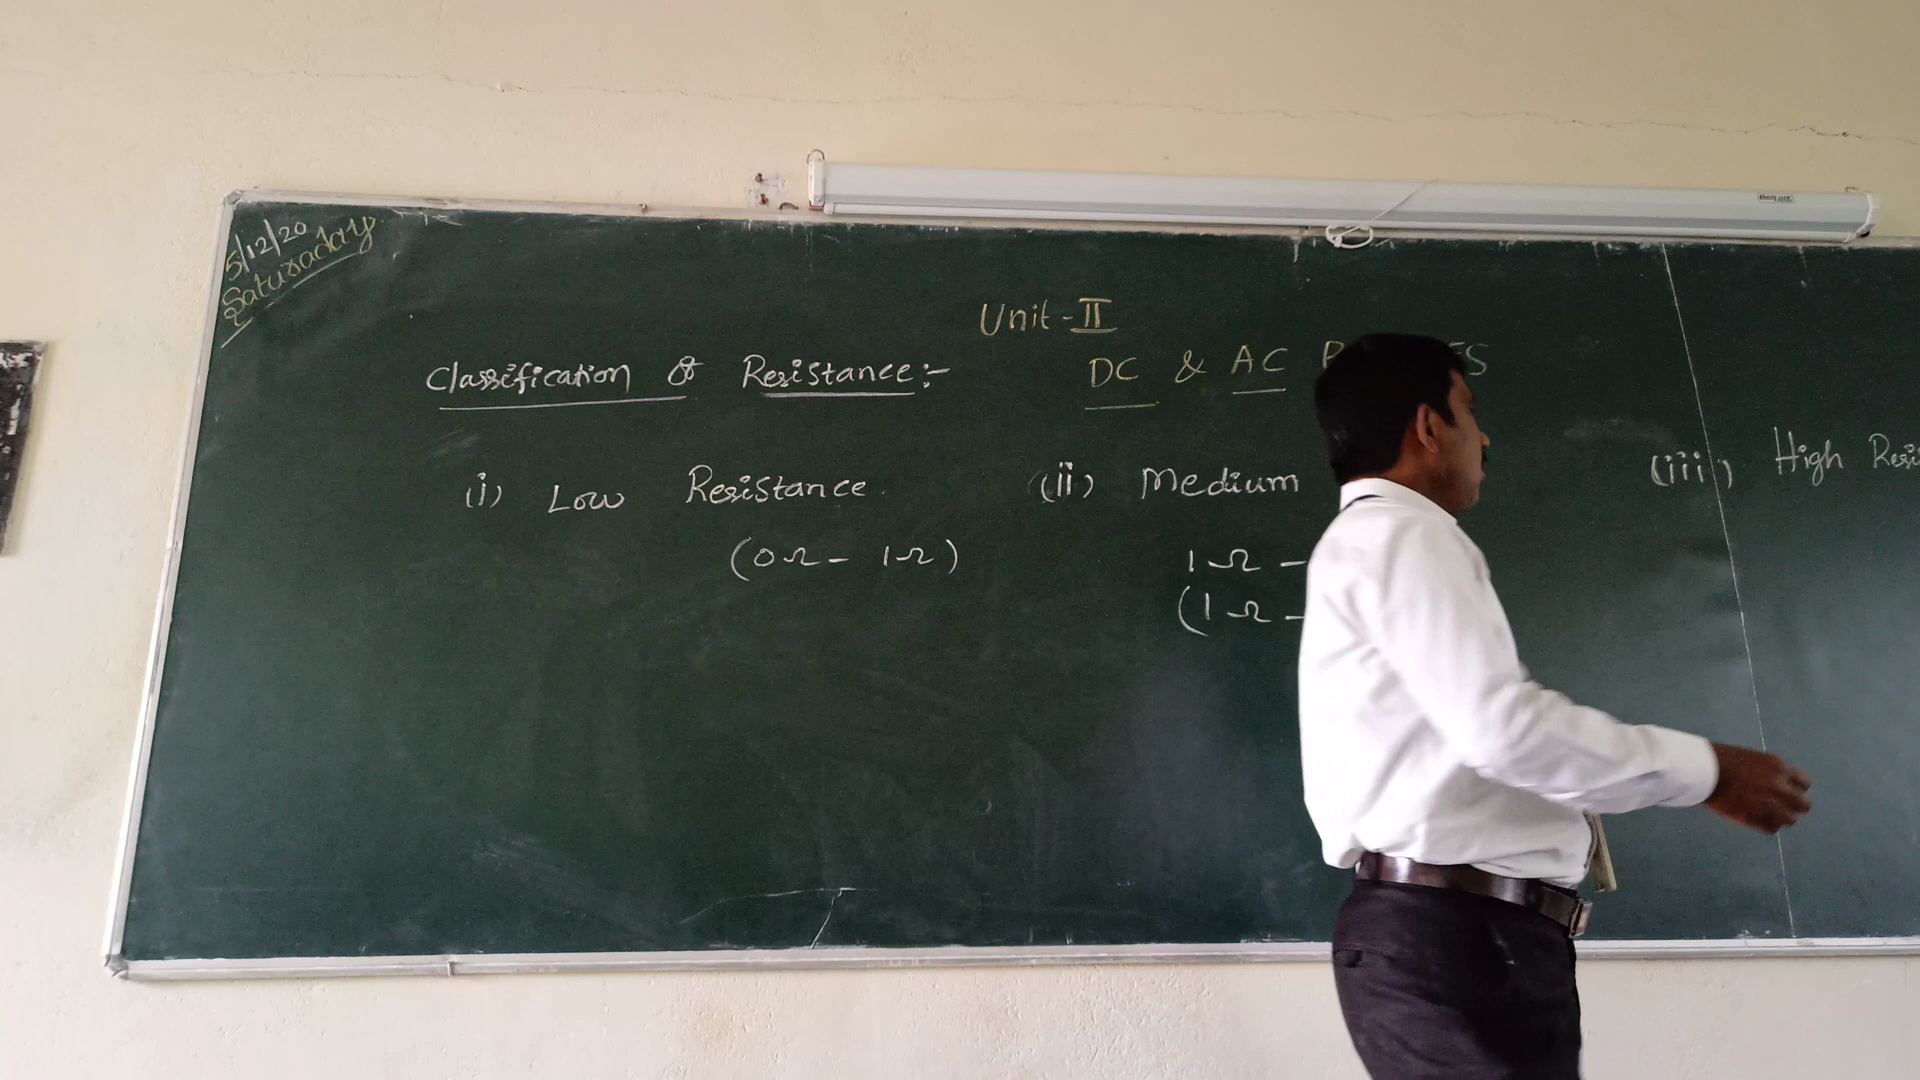 5/12/20
Saturaday
Unit - II
DC & AC
Classification of Resistance:-
(i) Low Resistance
(ii) Medium
(iii) High
(0Ω - 1Ω)
1Ω -
(1Ω -